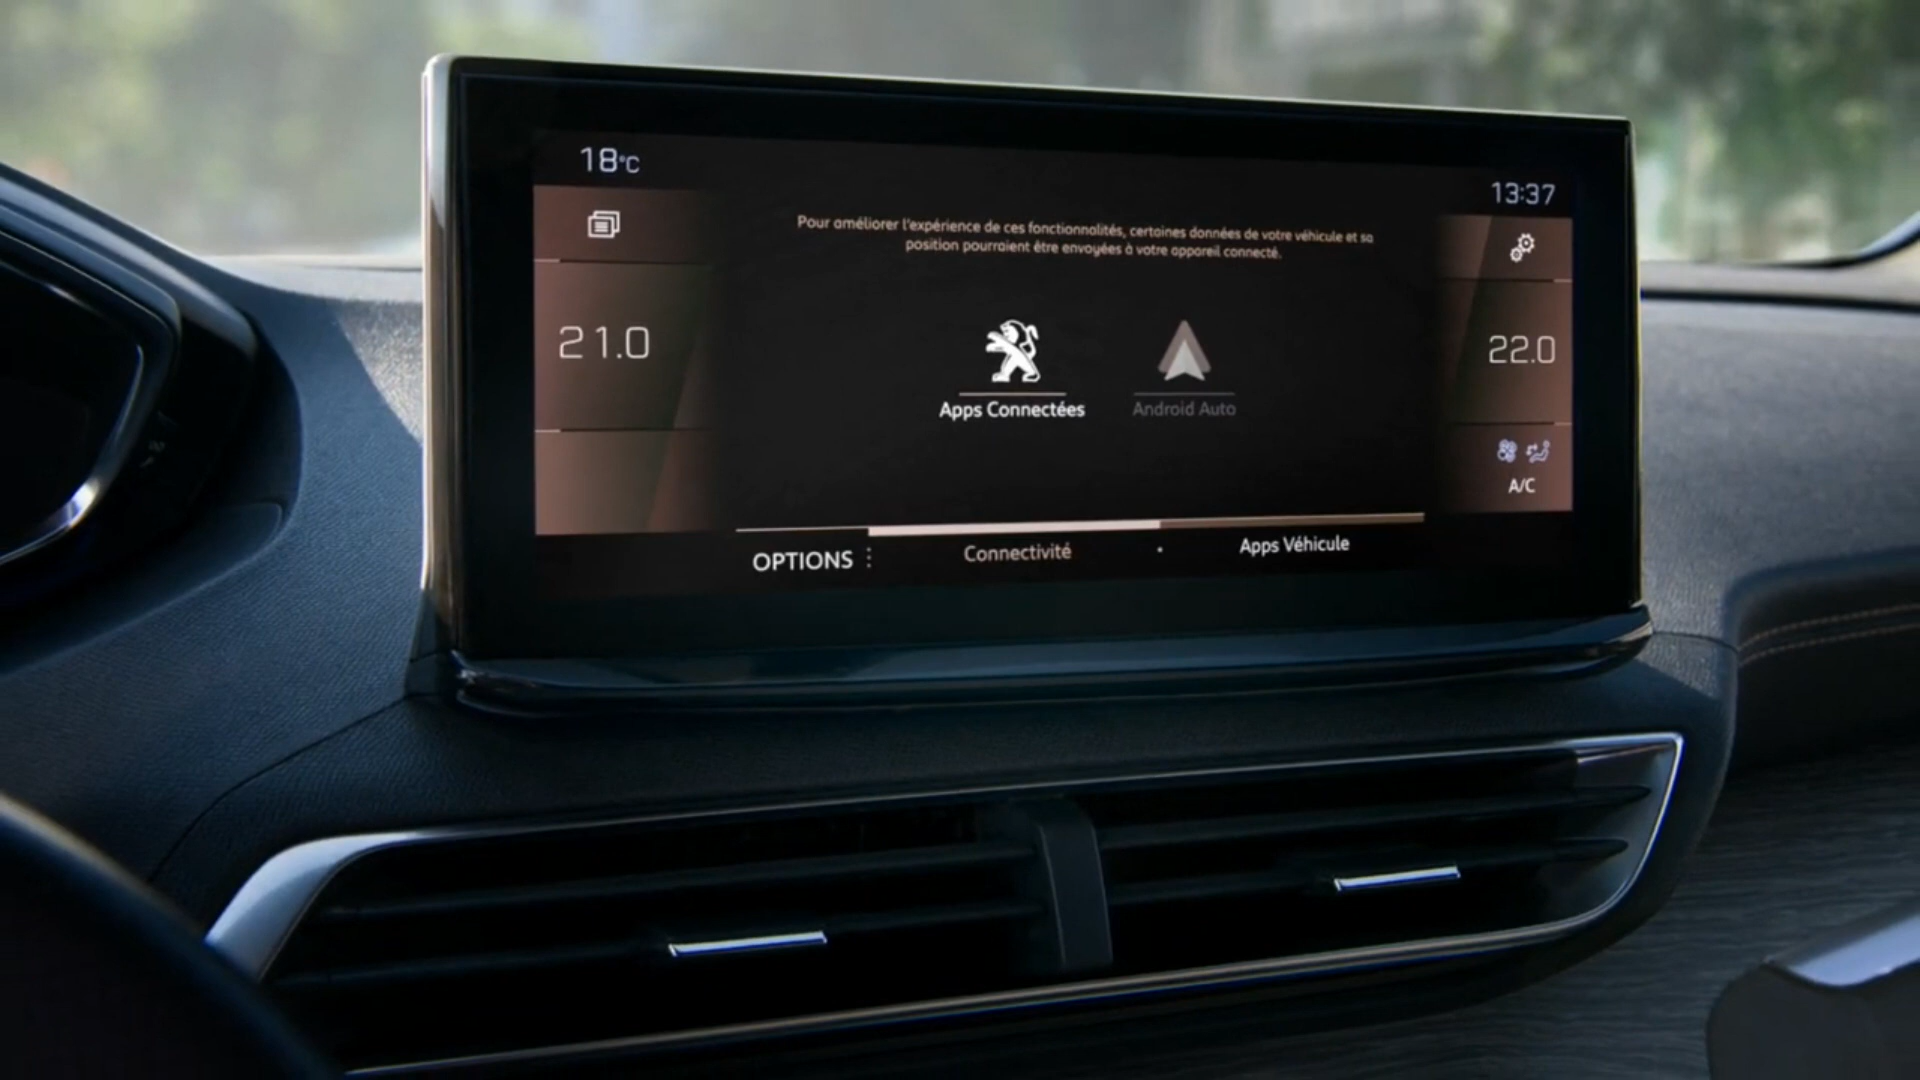 18°C
13:37
Pour améliorer l'expérience de ces fonctionnalités, certaines données de votre véhicule et sa
position pourraient être envoyées à votre appareil connecté.
21.0
22.0
Apps Connectées
Android Auto
A/C
OPTIONS
Connectivité
Apps Véhicule